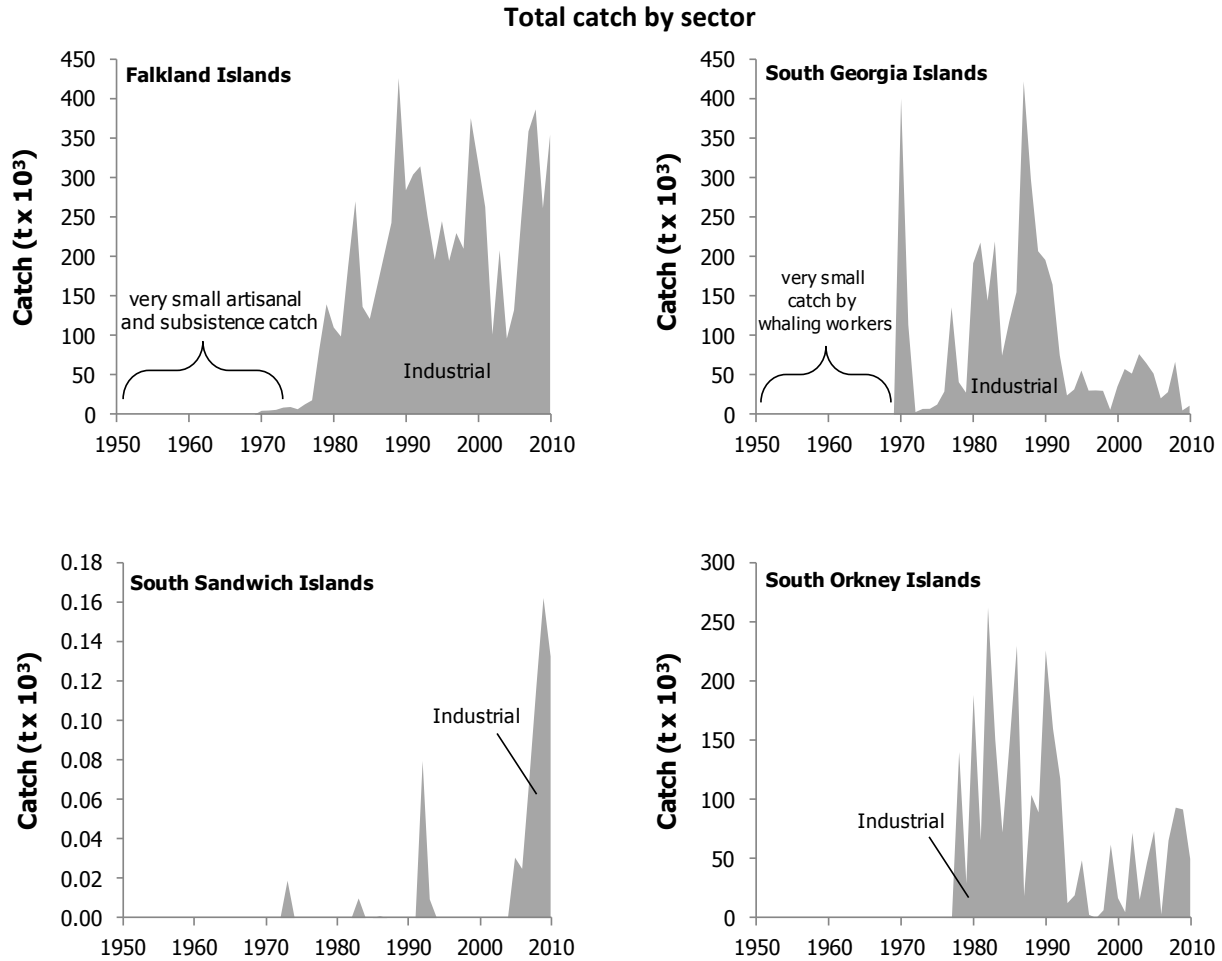 Total catch by sector
Falkland Islands
Catch (t x 10³)
450
400
350
300
250
200
150
100
50
0
very small artisanal
and subsistence catch
Industrial
1950 1960 1970 1980 1990 2000 2010
South Georgia Islands
Catch (t x 10³)
450
400
350
300
250
200
150
100
50
0
very small
catch by
whaling workers
Industrial
1950 1960 1970 1980 1990 2000 2010
South Sandwich Islands
Catch (t x 10³)
0.18
0.16
0.14
0.12
0.10
0.08
0.06
0.04
0.02
0.00
Industrial
1950 1960 1970 1980 1990 2000 2010
South Orkney Islands
Catch (t x 10³)
300
250
200
150
100
50
0
Industrial
1950 1960 1970 1980 1990 2000 2010